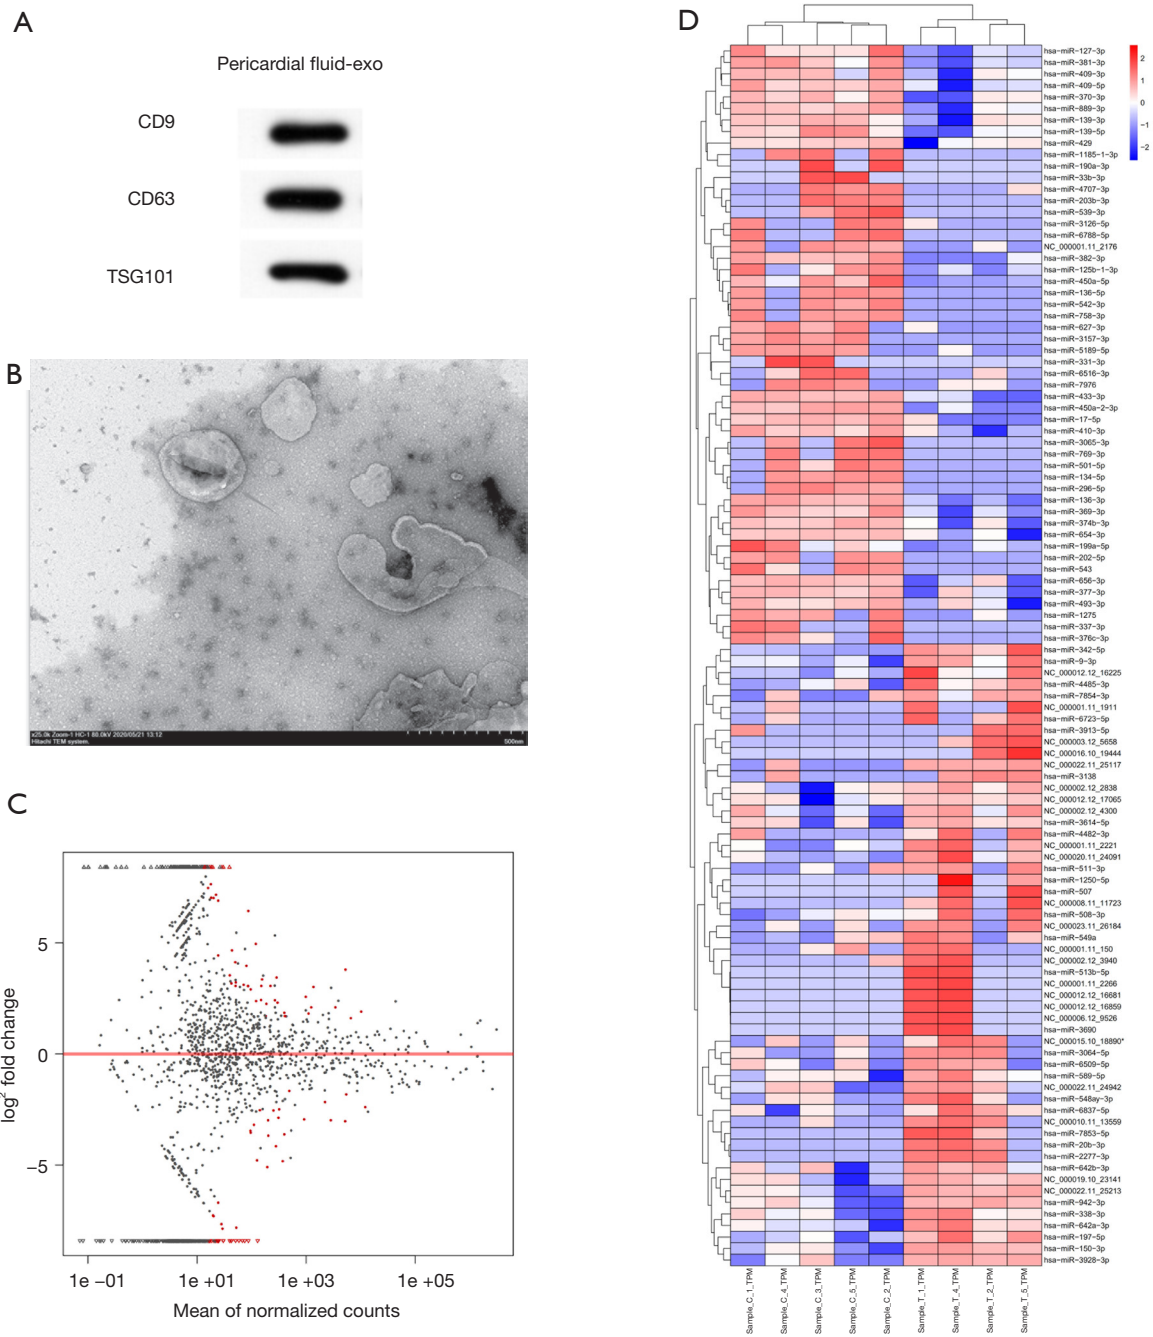 A
Pericardial fluid-exo
CD9
CD63
TSG101
B
x25.0k Zoom-1 HC-1 80.0kV 2020/05/21 13:12
Hitachi TEM system.
500nm
C
log² fold change
5
0
−5
1e −01
1e + 01
1e + 03
1e + 05
Mean of normalized counts
D
2
1
0
−1
−2
hsa−miR−127−3p
hsa−miR−381−3p
hsa−miR−409−3p
hsa−miR−409−5p
hsa−miR−370−3p
hsa−miR−889−3p
hsa−miR−139−3p
hsa−miR−139−5p
hsa−miR−429
hsa−miR−1185−1−3p
hsa−miR−190a−3p
hsa−miR−33b−3p
hsa−miR−4707−3p
hsa−miR−203b−3p
hsa−miR−539−3p
hsa−miR−3126−5p
hsa−miR−6788−5p
NC_000001.11_2176
hsa−miR−382−3p
hsa−miR−125b−1−3p
hsa−miR−450a−5p
hsa−miR−136−5p
hsa−miR−542−3p
hsa−miR−758−3p
hsa−miR−627−3p
hsa−miR−3157−3p
hsa−miR−5189−5p
hsa−miR−331−3p
hsa−miR−6516−3p
hsa−miR−7976
hsa−miR−433−3p
hsa−miR−450a−2−3p
hsa−miR−17−5p
hsa−miR−410−3p
hsa−miR−3065−3p
hsa−miR−769−3p
hsa−miR−501−5p
hsa−miR−134−5p
hsa−miR−296−5p
hsa−miR−136−3p
hsa−miR−369−3p
hsa−miR−374b−3p
hsa−miR−654−3p
hsa−miR−199a−5p
hsa−miR−202−5p
hsa−miR−543
hsa−miR−656−3p
hsa−miR−377−3p
hsa−miR−493−3p
hsa−miR−1275
hsa−miR−337−3p
hsa−miR−376c−3p
hsa−miR−342−5p
hsa−miR−9−3p
NC_000012.12_16225
hsa−miR−4485−3p
hsa−miR−7854−3p
NC_000001.11_1911
hsa−miR−6723−5p
hsa−miR−3913−5p
NC_000003.12_5658
NC_000016.10_19444
NC_000022.11_25117
hsa−miR−3138
NC_000002.12_2838
NC_000012.12_17065
NC_000002.12_4300
hsa−miR−3614−5p
hsa−miR−4482−3p
NC_000001.11_2221
NC_000020.11_24091
hsa−miR−511−3p
hsa−miR−1250−5p
hsa−miR−507
NC_000008.11_11723
hsa−miR−508−3p
NC_000023.11_26184
hsa−miR−549a
NC_000001.11_150
NC_000002.12_3940
hsa−miR−513b−5p
NC_000001.11_2266
NC_000012.12_16681
NC_000012.12_16859
NC_000006.12_9526
hsa−miR−3690
NC_000015.10_18890*
hsa−miR−3064−5p
hsa−miR−6509−5p
hsa−miR−589−5p
NC_000022.11_24942
hsa−miR−548ay−3p
hsa−miR−6837−5p
NC_000010.11_13559
hsa−miR−7853−5p
hsa−miR−20b−3p
hsa−miR−2277−3p
hsa−miR−642b−3p
NC_000019.10_23141
NC_000022.11_25213
hsa−miR−942−3p
hsa−miR−338−3p
hsa−miR−642a−3p
hsa−miR−197−5p
hsa−miR−150−3p
hsa−miR−3928−3p
Sample_C_1_TPM
Sample_C_4_TPM
Sample_C_3_TPM
Sample_C_5_TPM
Sample_C_2_TPM
Sample_T_1_TPM
Sample_T_4_TPM
Sample_T_2_TPM
Sample_T_5_TPM